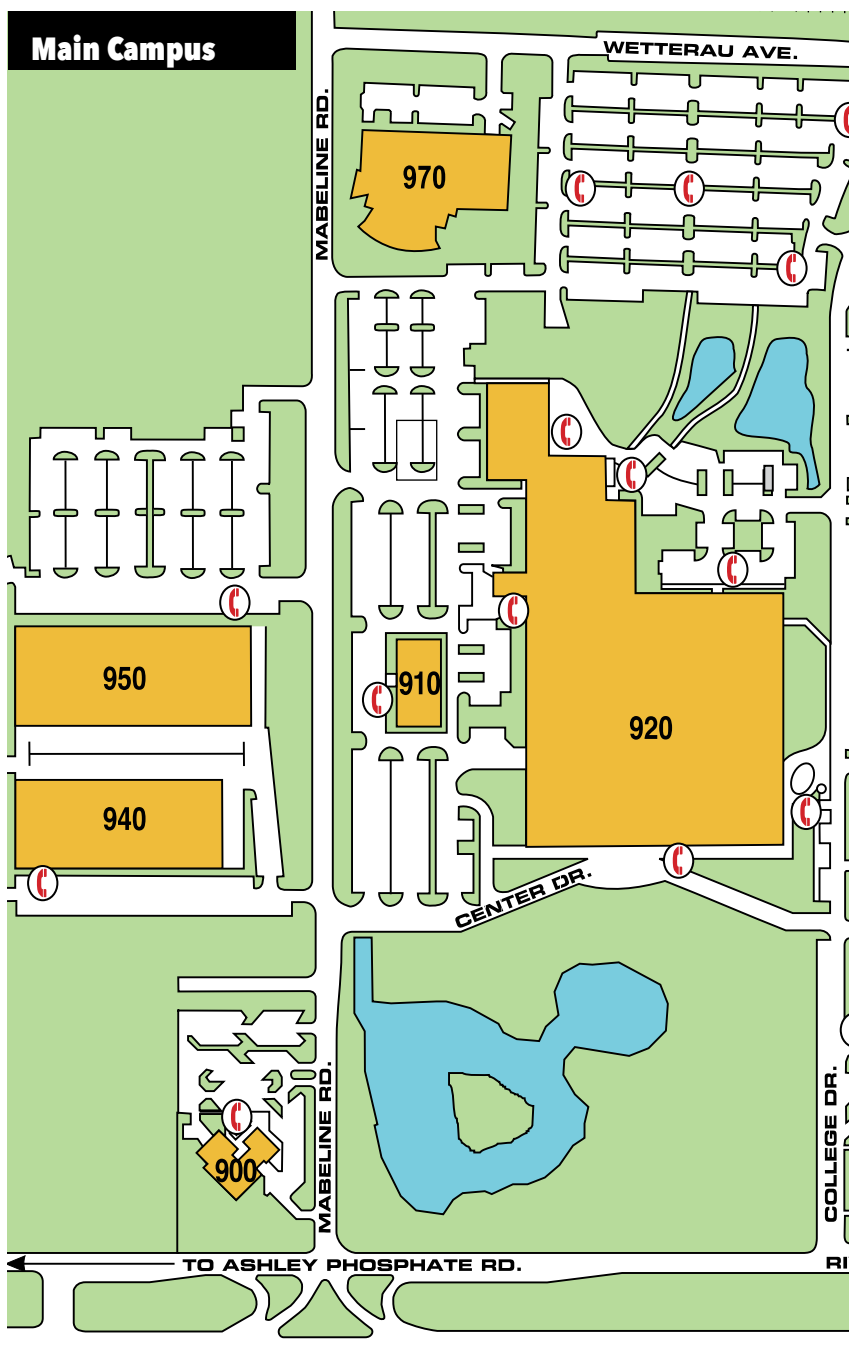 Main Campus
WETTERAU AVE.
MABELINE RD.
970
950
910
920
940
CENTER DR.
MABELINE RD.
COLLEGE DR.
900
TO ASHLEY PHOSPHATE RD.